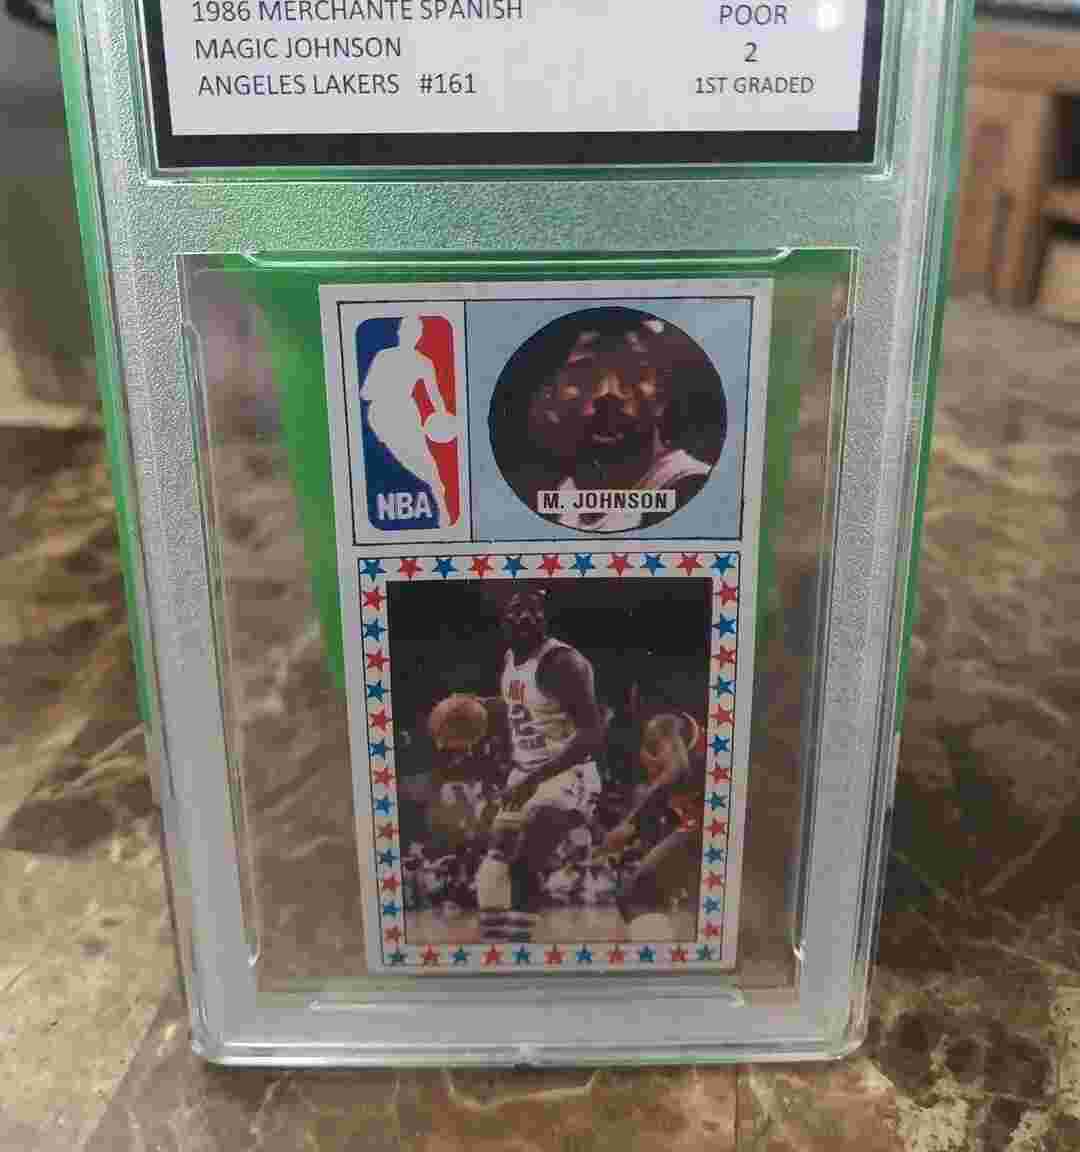 1986 MERCHANTE SPANISH
MAGIC JOHNSON
ANGELES LAKERS #161
POOR
2
1ST GRADED
NBA
M. JOHNSON